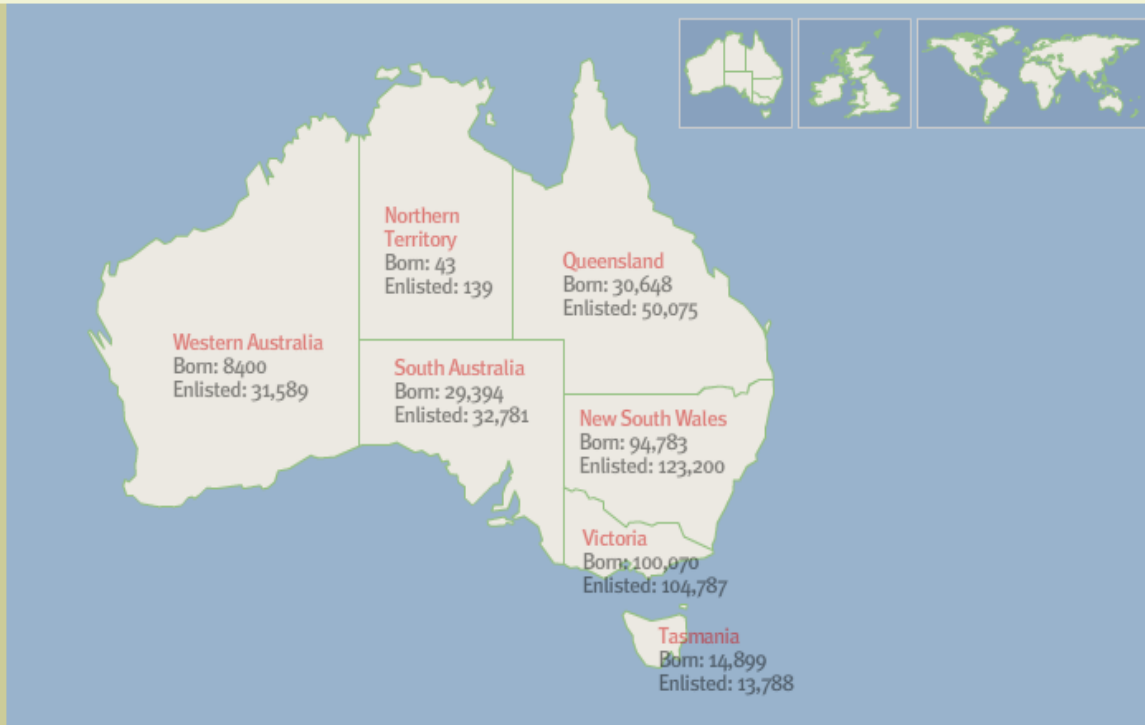 Northern
Territory
Born: 43
Enlisted: 139
Queensland
Born: 30,648
Enlisted: 50,075
Western Australia
Born: 8400
Enlisted: 31,589
South Australia
Born: 29,394
Enlisted: 32,781
New South Wales
Born: 94,783
Enlisted: 123,200
Victoria
Born: 100,070
Enlisted: 104,787
Tasmania
Born: 14,899
Enlisted: 13,788